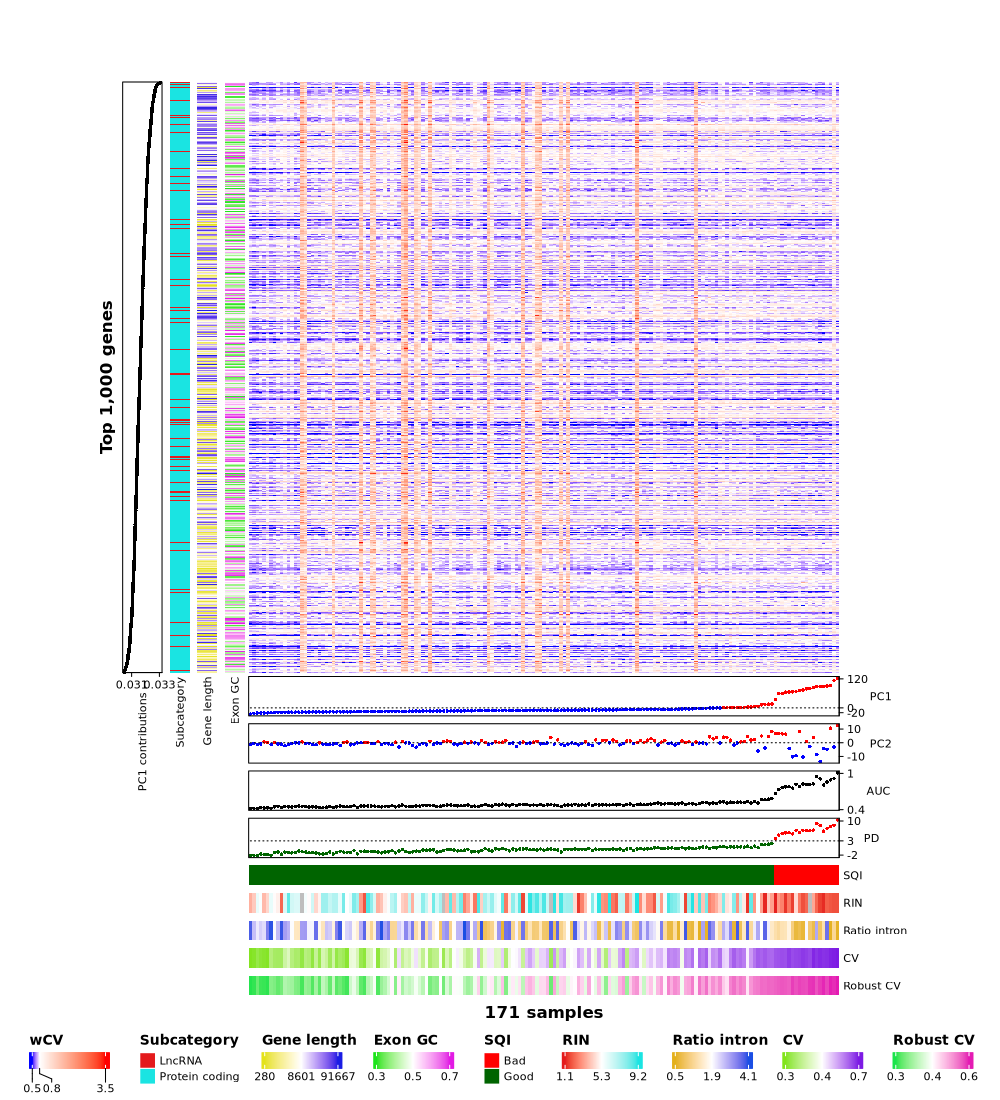 Top 1,000 genes
0.031
0.033
PC1 contributions
Subcategory
Gene length
Exon GC
120
0
-20
PC1
10
0
-10
PC2
1
0.4
AUC
10
3
-2
PD
SQI
RIN
Ratio intron
CV
Robust CV
171 samples
wCV
0.5 0.8 3.5
Subcategory
LncRNA
Protein coding
Gene length
280 8601 91667
Exon GC
0.3 0.5 0.7
SQI
Bad
Good
RIN
1.1 5.3 9.2
Ratio intron
0.5 1.9 4.1
CV
0.3 0.4 0.7
Robust CV
0.3 0.4 0.6